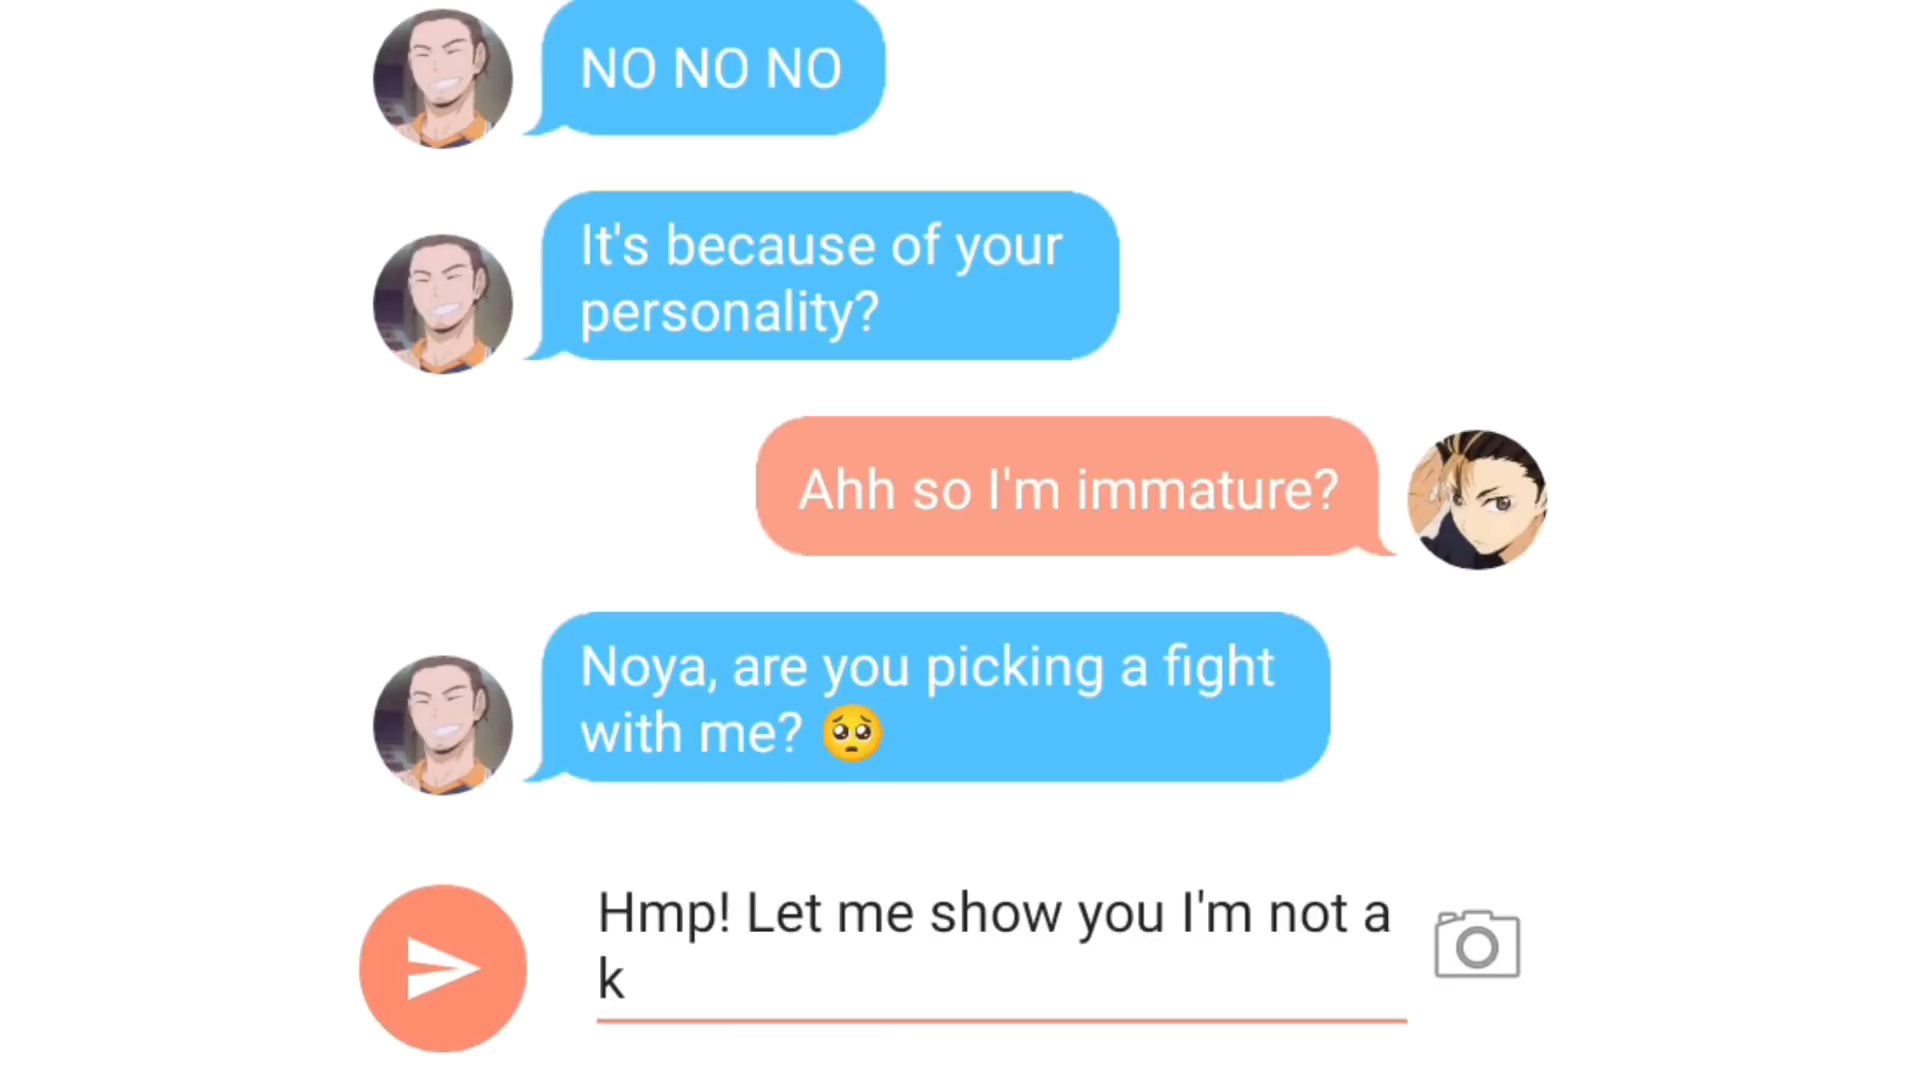 NO NO NO
It's because of your
personality?
Ahh so I'm immature?
Noya, are you picking a fight
with me? 🥺
Hmp! Let me show you I'm not a
k